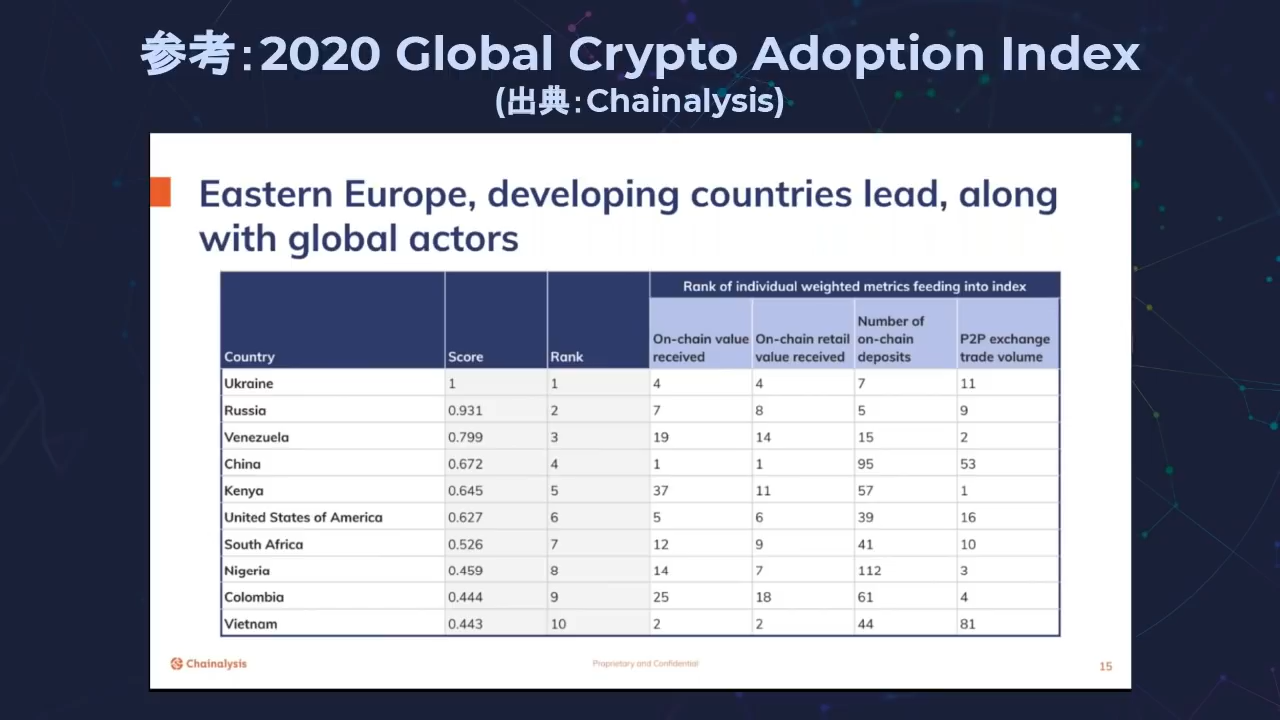 参考：2020 Global Crypto Adoption Index
(出典：Chainalysis)
Eastern Europe, developing countries lead, along
with global actors
Rank of individual weighted metrics feeding into index
Country Score Rank On-chain value received On-chain retail value received Number of on-chain deposits P2P exchange trade volume
Ukraine 1 1 4 4 7 11
Russia 0.931 2 7 8 5 9
Venezuela 0.799 3 19 14 15 2
China 0.672 4 1 1 95 53
Kenya 0.645 5 37 11 57 1
United States of America 0.627 6 5 6 39 16
South Africa 0.526 7 12 9 41 10
Nigeria 0.459 8 14 7 112 3
Colombia 0.444 9 25 18 61 4
Vietnam 0.443 10 2 2 44 81
Chainalysis Proprietary and Confidential 15